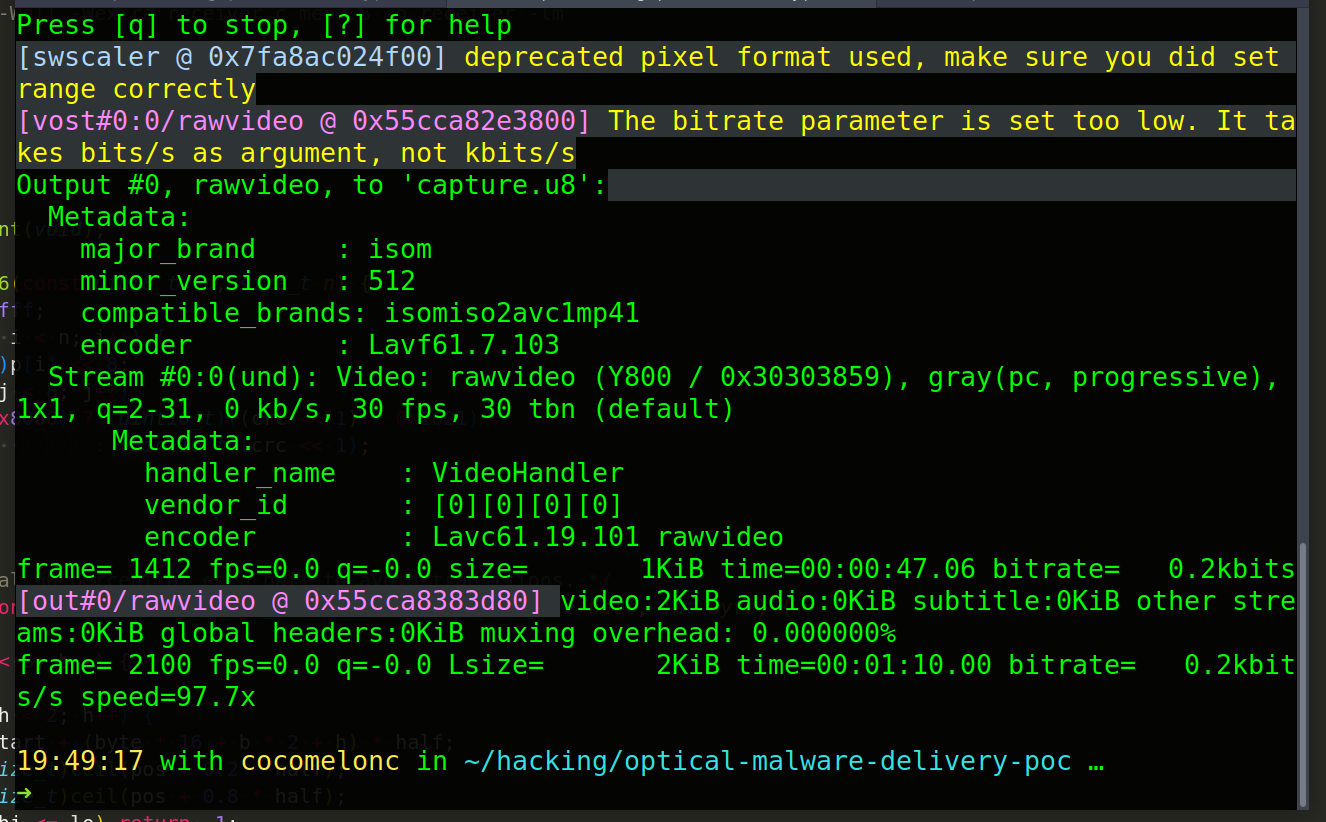 Press [q] to stop, [?] for help
[swscaler @ 0x7fa8ac024f00] deprecated pixel format used, make sure you did set
range correctly
[vost#0:0/rawvideo @ 0x55cca82e3800] The bitrate parameter is set too low. It ta
kes bits/s as argument, not kbits/s
Output #0, rawvideo, to 'capture.u8':
  Metadata:
    major_brand     : isom
    minor_version   : 512
    compatible_brands: isomiso2avc1mp41
    encoder         : Lavf61.7.103
  Stream #0:0(und): Video: rawvideo (Y800 / 0x30303859), gray(pc, progressive),
1x1, q=2-31, 0 kb/s, 30 fps, 30 tbn (default)
      Metadata:
        handler_name    : VideoHandler
        vendor_id       : [0][0][0][0]
        encoder         : Lavc61.19.101 rawvideo
frame= 1412 fps=0.0 q=-0.0 size=       1KiB time=00:00:47.06 bitrate=   0.2kbits
[out#0/rawvideo @ 0x55cca8383d80] video:2KiB audio:0KiB subtitle:0KiB other stre
ams:0KiB global headers:0KiB muxing overhead: 0.000000%
frame= 2100 fps=0.0 q=-0.0 Lsize=       2KiB time=00:01:10.00 bitrate=   0.2kbit
s/s speed=97.7x
19:49:17 with cocomelonc in ~/hacking/optical-malware-delivery-poc …
➜